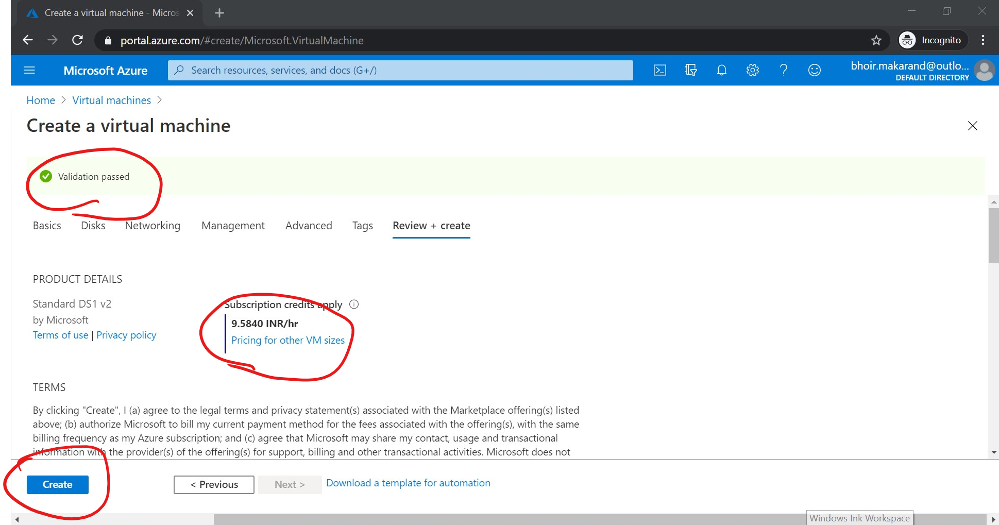 Create a virtual machine - Micros
portal.azure.com/#create/Microsoft.VirtualMachine
Incognito
Microsoft Azure
Search resources, services, and docs (G+/)
bhoir.makarand@outlo...
DEFAULT DIRECTORY
Home > Virtual machines >
Create a virtual machine
Validation passed
Basics Disks Networking Management Advanced Tags Review + create
PRODUCT DETAILS
Standard DS1 v2
by Microsoft
Terms of use | Privacy policy
Subscription credits apply
9.5840 INR/hr
Pricing for other VM sizes
TERMS
By clicking "Create", I (a) agree to the legal terms and privacy statement(s) associated with the Marketplace offering(s) listed
above; (b) authorize Microsoft to bill my current payment method for the fees associated with the offering(s), with the same
billing frequency as my Azure subscription; and (c) agree that Microsoft may share my contact, usage and transactional
information with the provider(s) of the offering(s) for support, billing and other transactional activities. Microsoft does not
Create
< Previous
Next >
Download a template for automation
Windows Ink Workspace